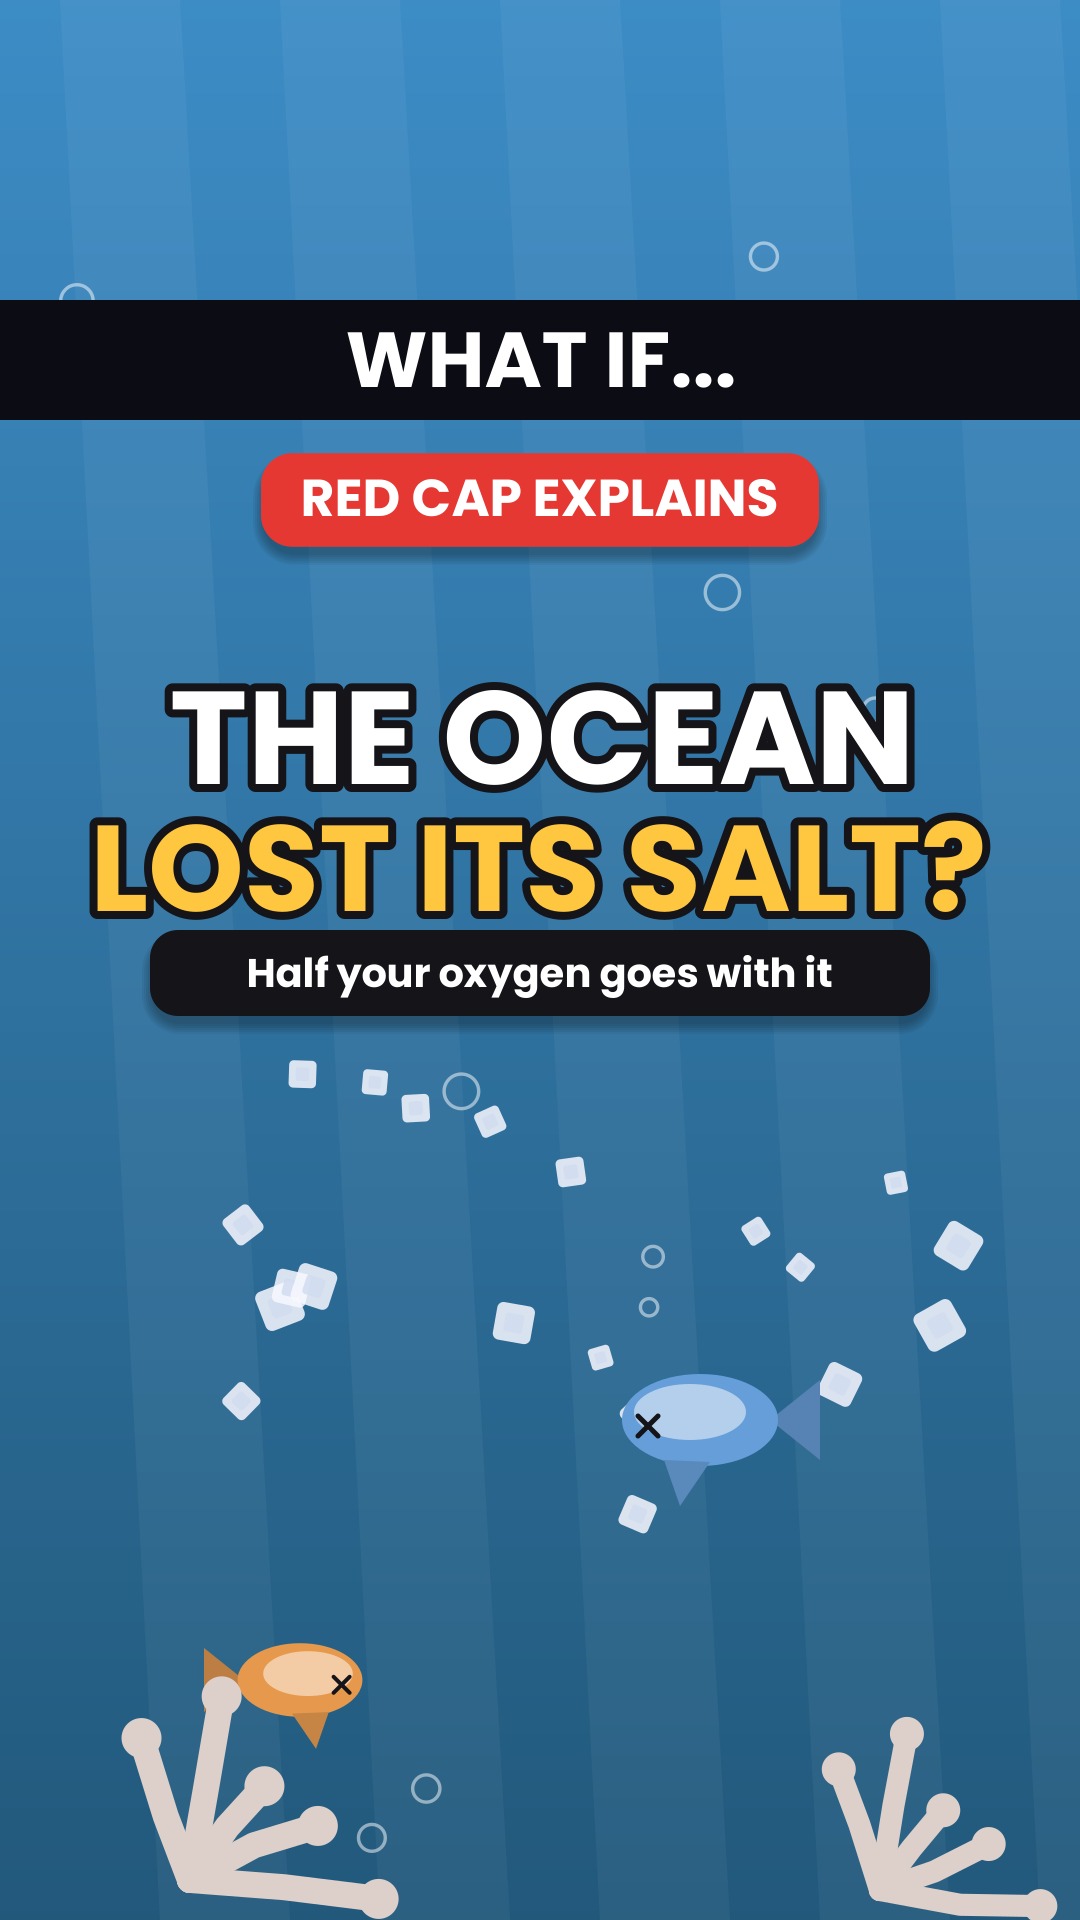 WHAT IF...
RED CAP EXPLAINS
THE OCEAN
LOST ITS SALT?
Half your oxygen goes with it